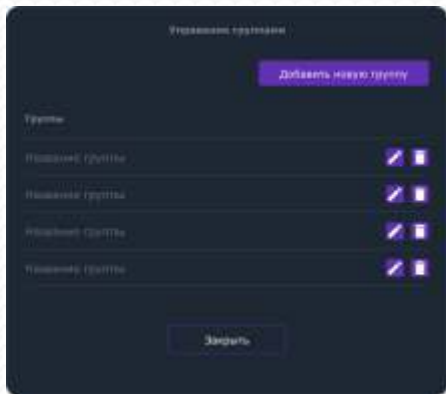 Управление группами
Добавить новую группу
Группы
Название группы
Название группы
Название группы
Название группы
Закрыть